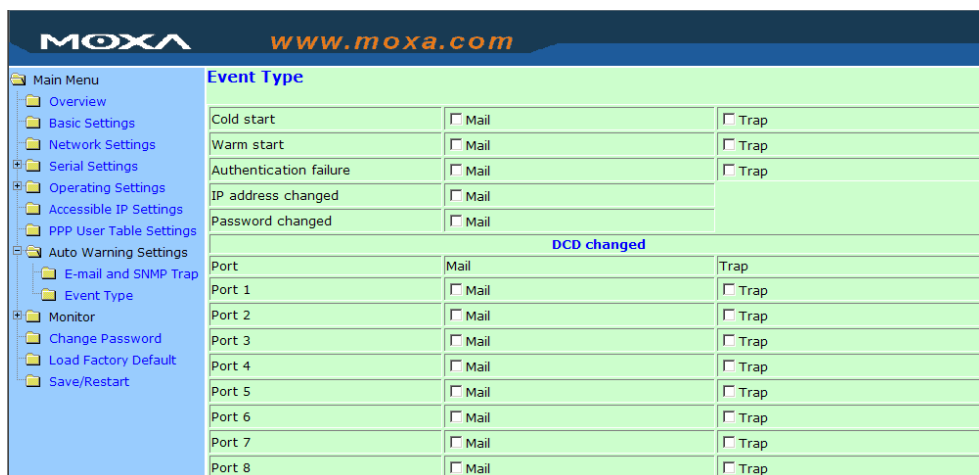 MOXA www.moxa.com
Main Menu
Overview
Basic Settings
Network Settings
Serial Settings
Operating Settings
Accessible IP Settings
PPP User Table Settings
Auto Warning Settings
E-mail and SNMP Trap
Event Type
Monitor
Change Password
Load Factory Default
Save/Restart
Event Type
Cold start Mail Trap
Warm start Mail Trap
Authentication failure Mail Trap
IP address changed Mail
Password changed Mail
DCD changed
Port Mail Trap
Port 1 Mail Trap
Port 2 Mail Trap
Port 3 Mail Trap
Port 4 Mail Trap
Port 5 Mail Trap
Port 6 Mail Trap
Port 7 Mail Trap
Port 8 Mail Trap